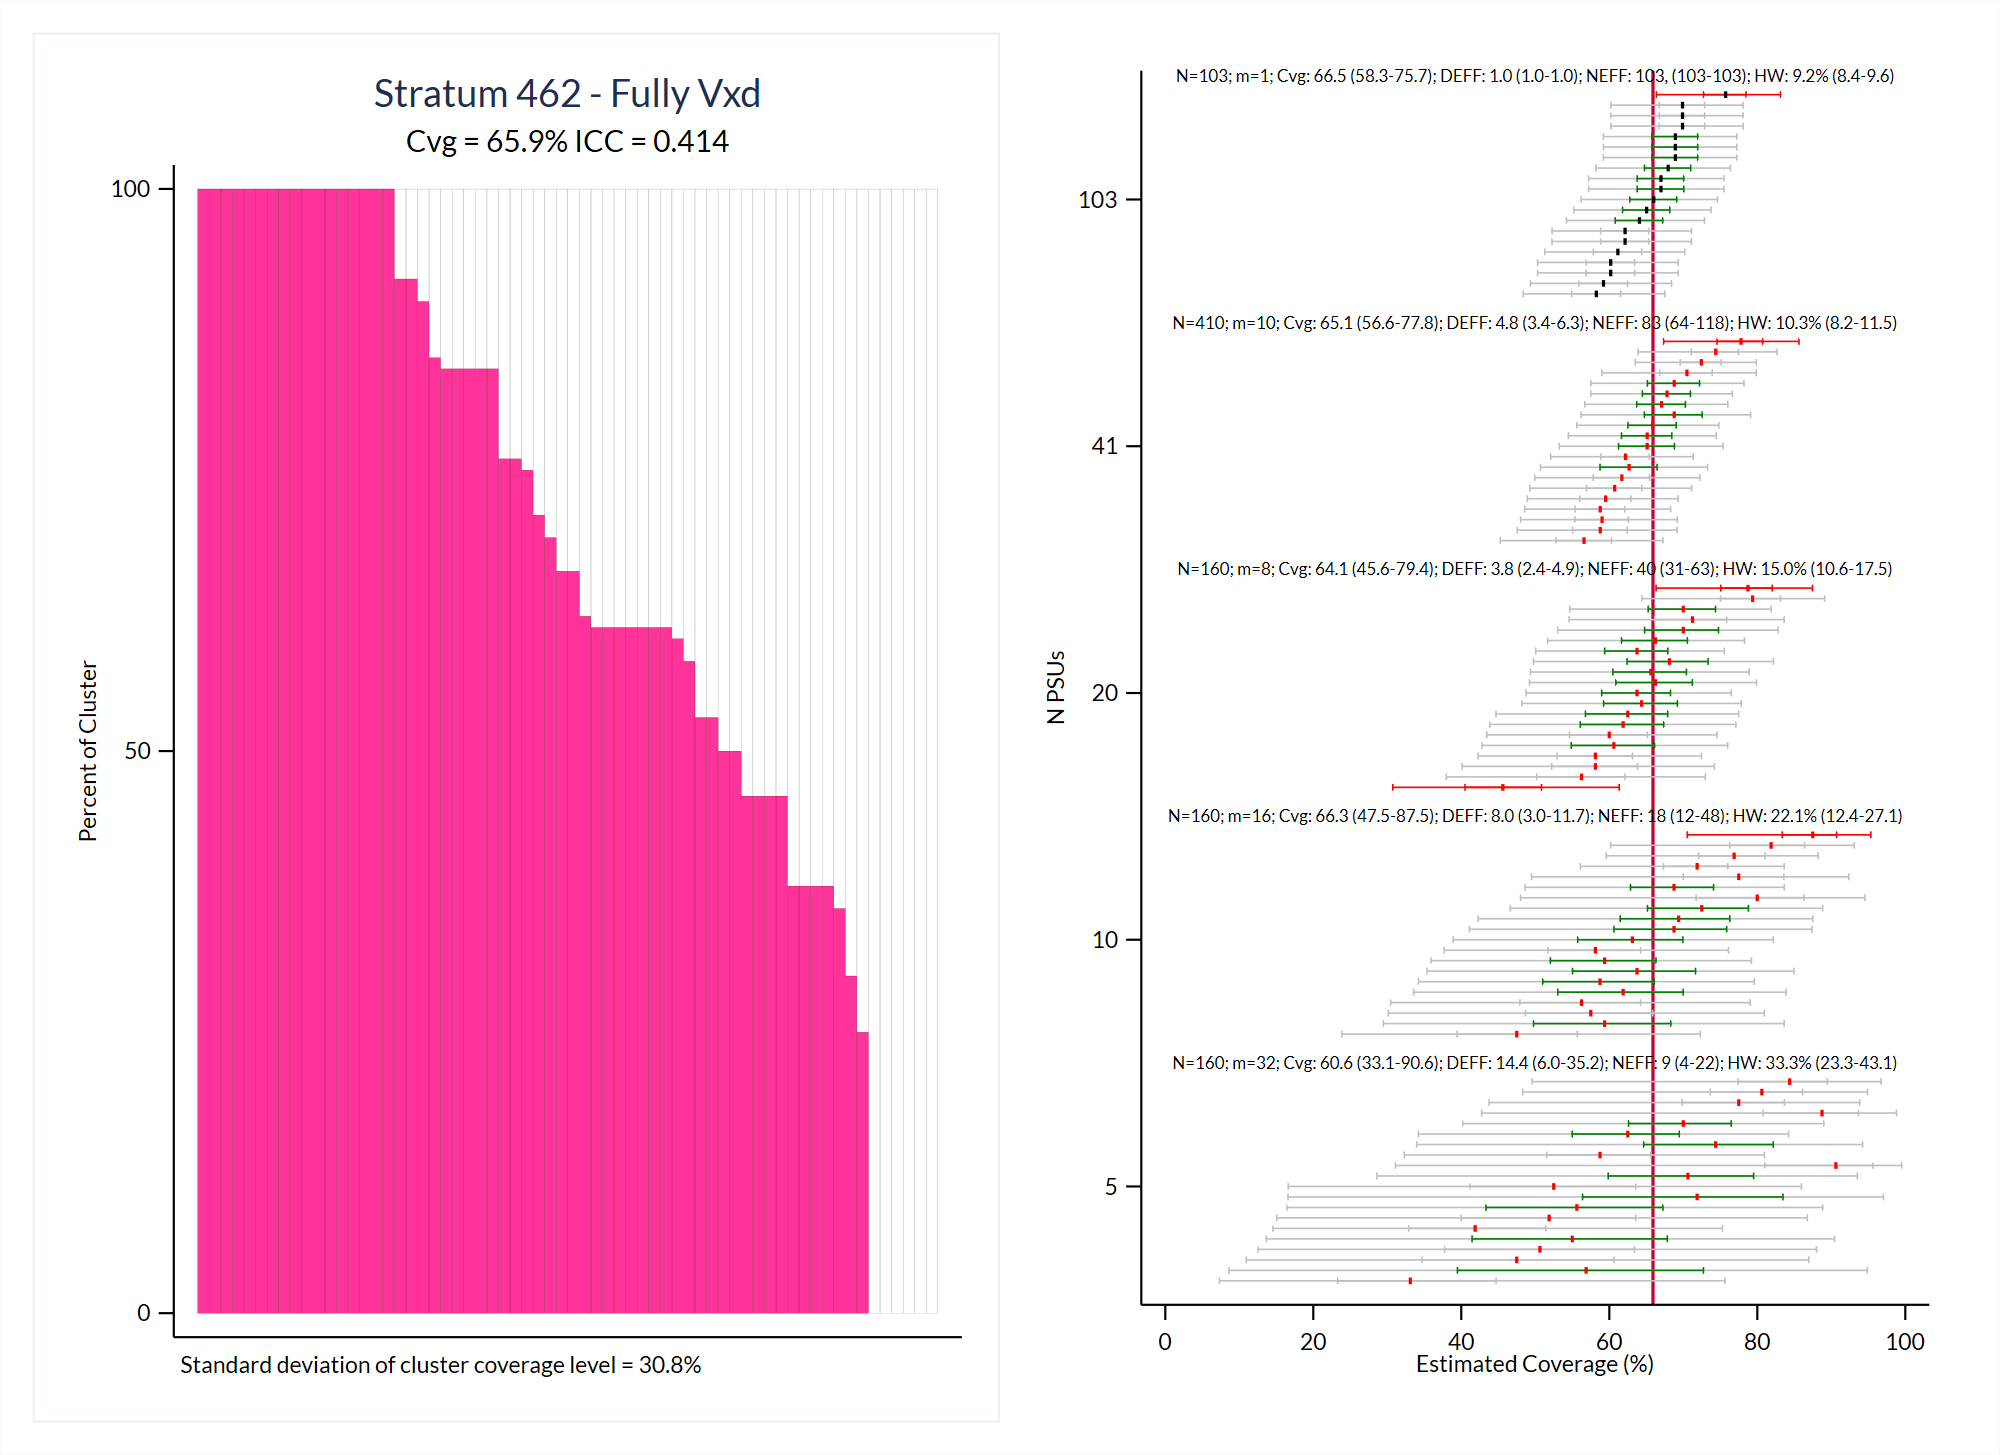 Stratum 462 - Fully Vxd
Cvg = 65.9% ICC = 0.414
100
50
0
Percent of Cluster
Standard deviation of cluster coverage level = 30.8%
N=103; m=1; Cvg: 66.5 (58.3-75.7); DEFF: 1.0 (1.0-1.0); NEFF: 103, (103-103); HW: 9.2% (8.4-9.6)
103
N=410; m=10; Cvg: 65.1 (56.6-77.8); DEFF: 4.8 (3.4-6.3); NEFF: 83 (64-118); HW: 10.3% (8.2-11.5)
41
N=160; m=8; Cvg: 64.1 (45.6-79.4); DEFF: 3.8 (2.4-4.9); NEFF: 40 (31-63); HW: 15.0% (10.6-17.5)
N PSUs
20
N=160; m=16; Cvg: 66.3 (47.5-87.5); DEFF: 8.0 (3.0-11.7); NEFF: 18 (12-48); HW: 22.1% (12.4-27.1)
10
N=160; m=32; Cvg: 60.6 (33.1-90.6); DEFF: 14.4 (6.0-35.2); NEFF: 9 (4-22); HW: 33.3% (23.3-43.1)
5
0 20 40 60 80 100
Estimated Coverage (%)